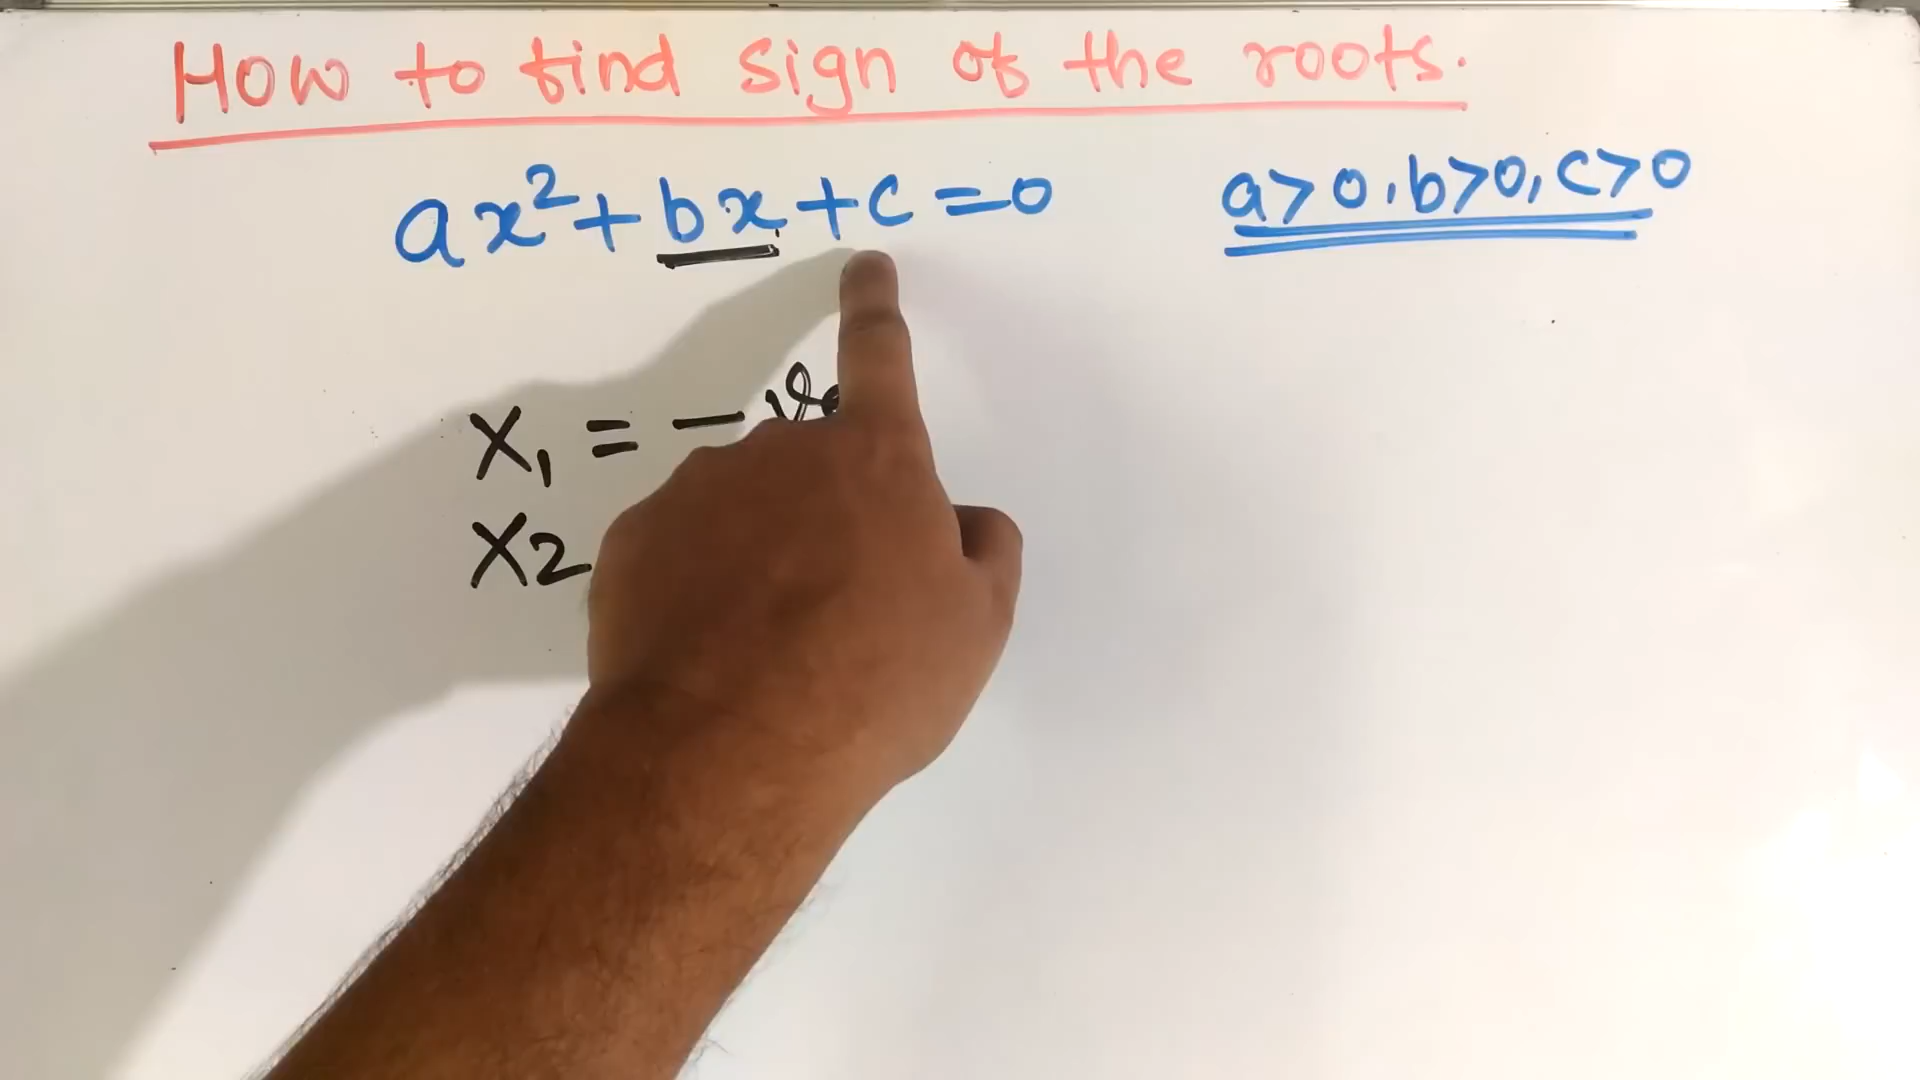 How to find sign of the roots.
ax²+bx+c=0
a>0,b>0,c>0
X₁ = -
X₂